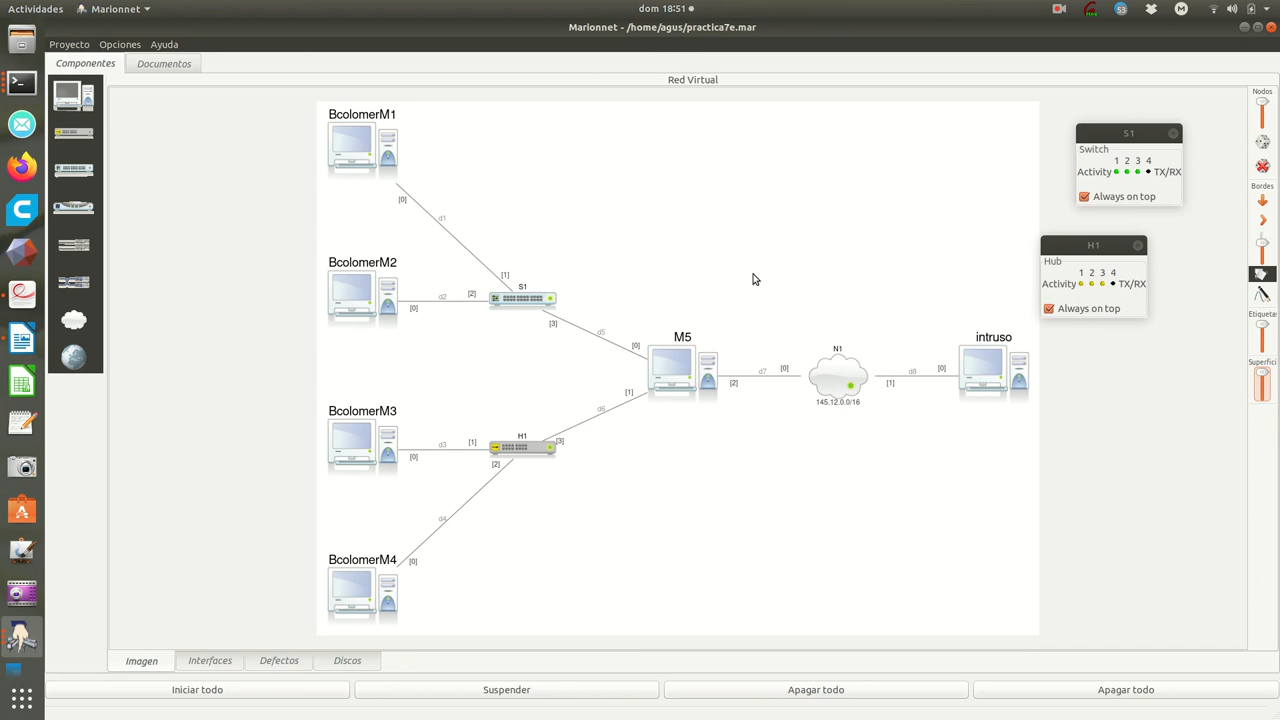 Actividades
Marionnet
dom 18:51
Marionnet - /home/agus/practica7e.mar
Proyecto
Opciones
Ayuda
Componentes
Documentos
Red Virtual
Nodos
Bordes
Etiquetas
Superfici
BcolomerM1
[0]
d1
[1]
BcolomerM2
[0]
d2
[2]
S1
[3]
d5
[0]
M5
[2]
d7
[0]
N1
145.12.0.0/16
[1]
d8
[0]
intruso
[1]
d6
BcolomerM3
[0]
d3
[1]
H1
[3]
[2]
d4
BcolomerM4
[0]
S1
Switch
1 2 3 4
Activity TX/RX
Always on top
H1
Hub
1 2 3 4
Activity TX/RX
Always on top
Imagen
Interfaces
Defectos
Discos
Iniciar todo
Suspender
Apagar todo
Apagar todo